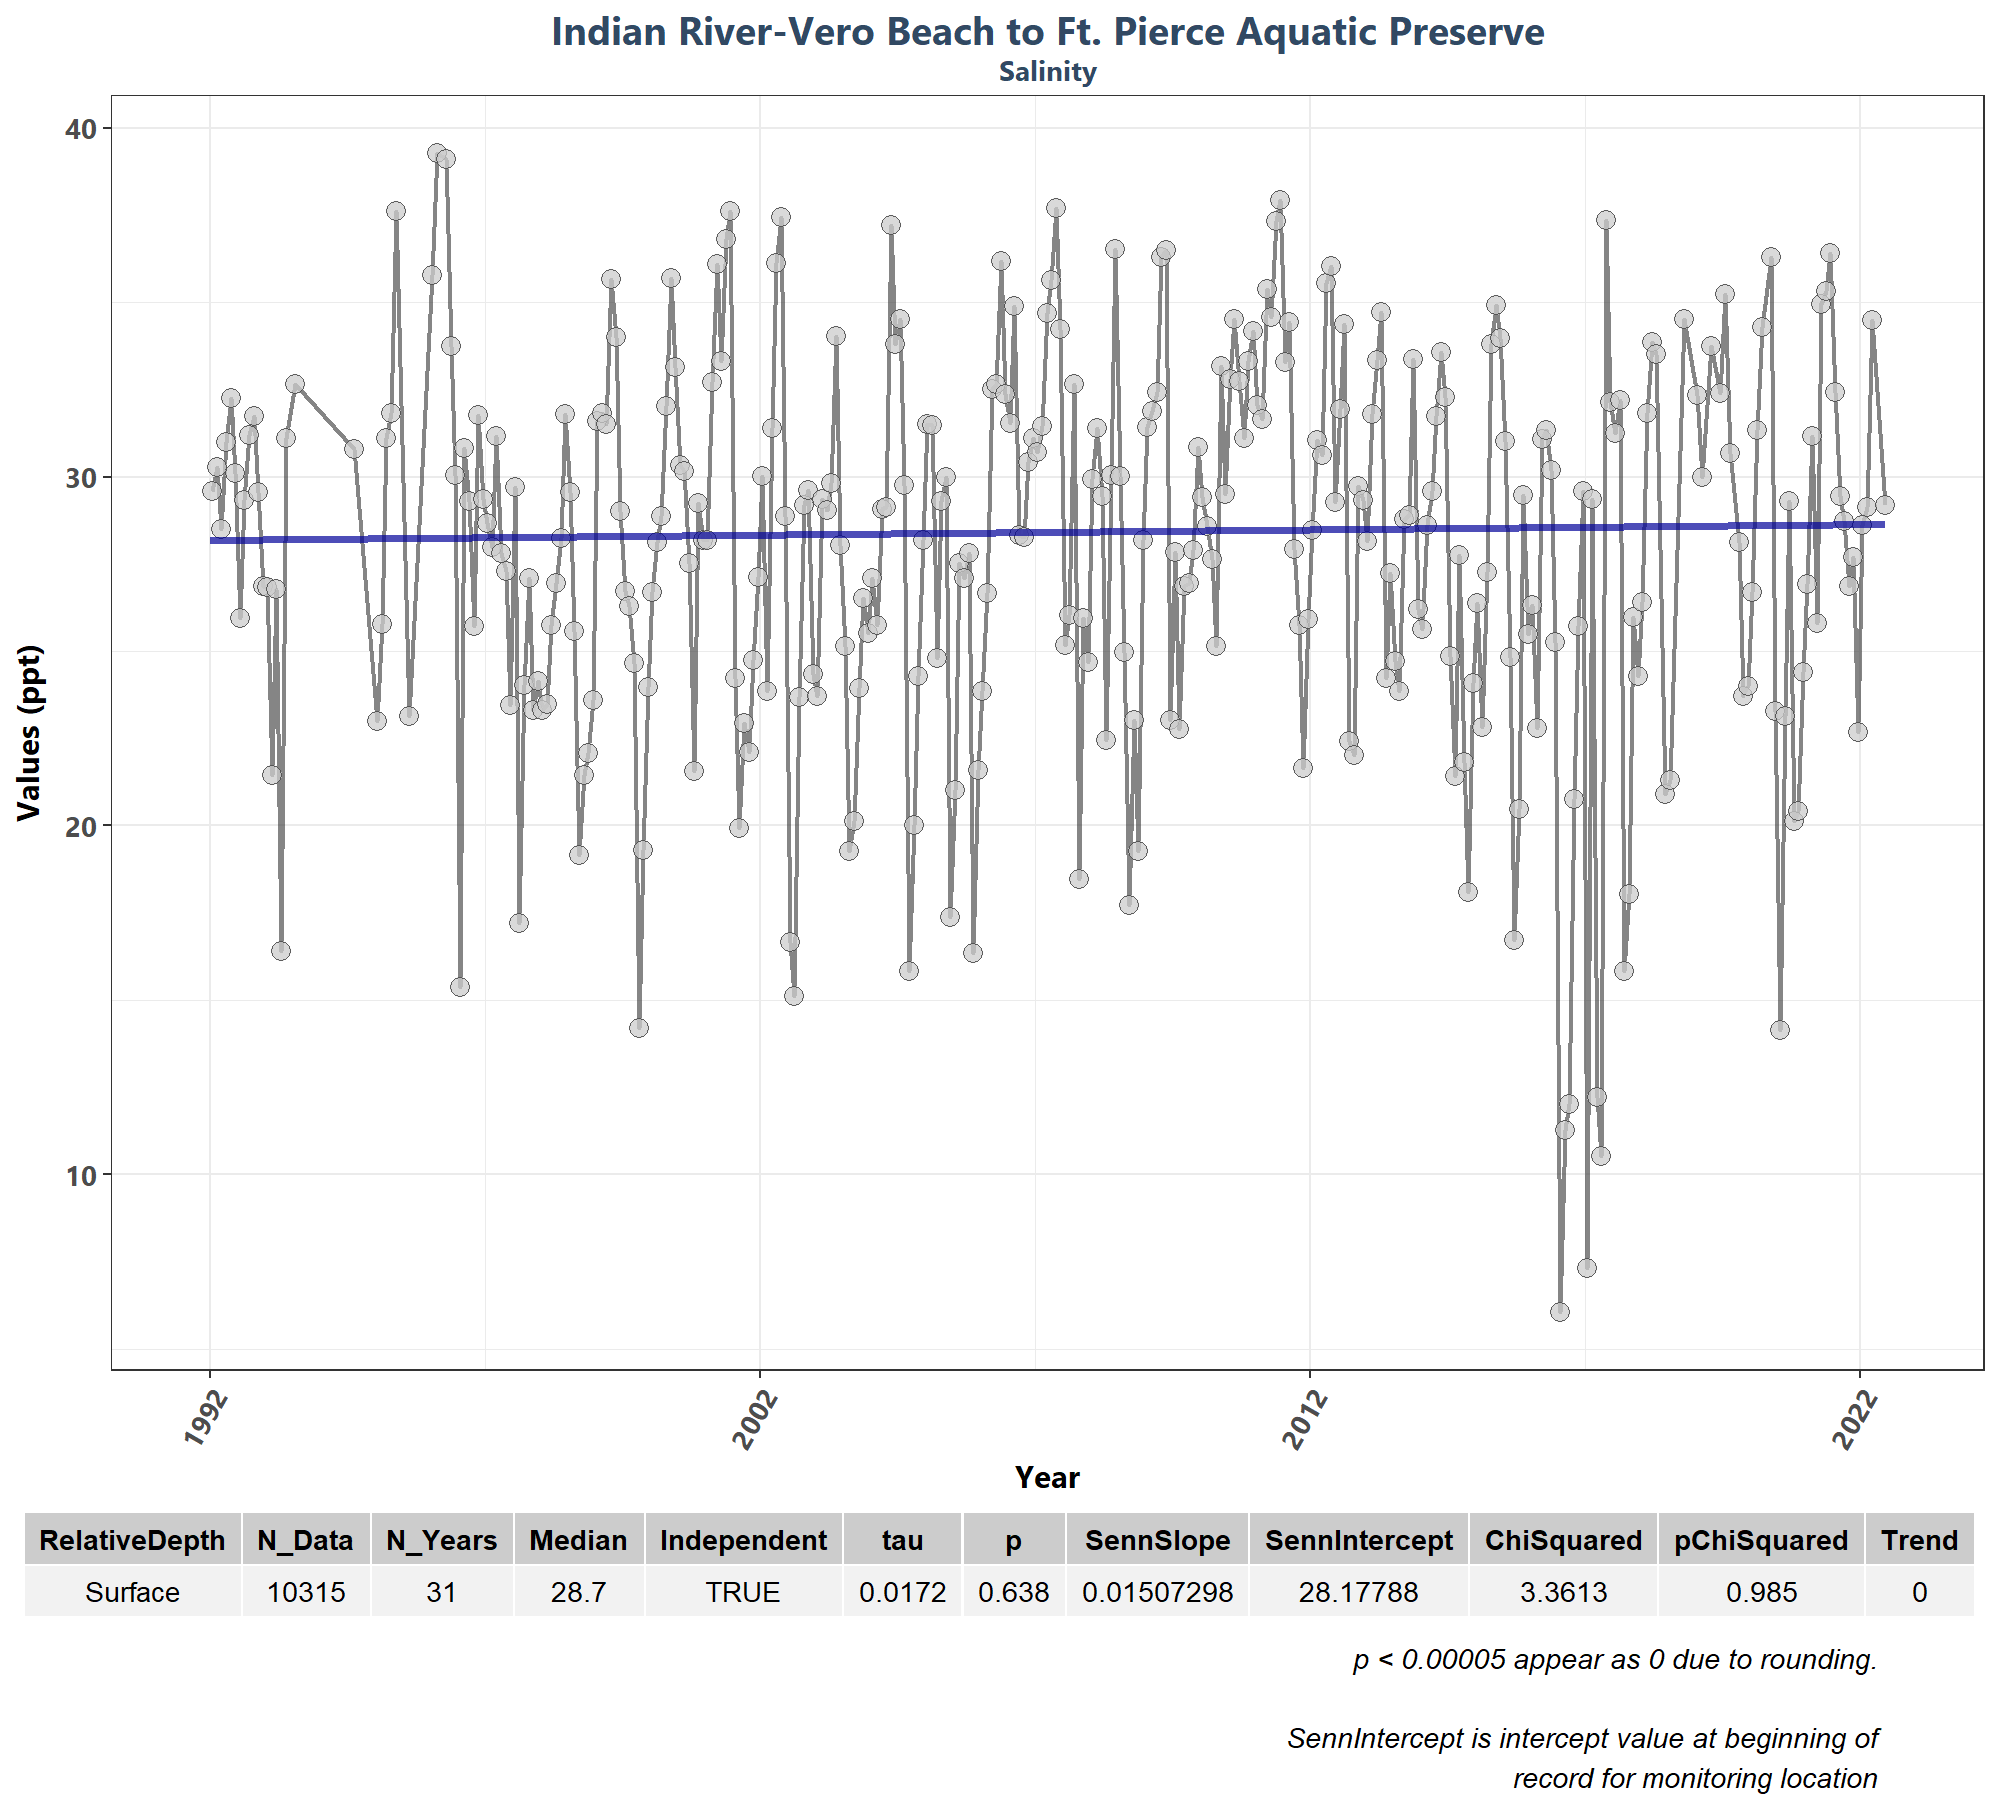 Indian River-Vero Beach to Ft. Pierce Aquatic Preserve
Salinity
40
30
20
10
Values (ppt)
1992
2002
2012
2022
Year
RelativeDepth N_Data N_Years Median Independent tau p SennSlope SennIntercept ChiSquared pChiSquared Trend
Surface 10315 31 28.7 TRUE 0.0172 0.638 0.01507298 28.17788 3.3613 0.985 0
p < 0.00005 appear as 0 due to rounding.
SennIntercept is intercept value at beginning of
record for monitoring location